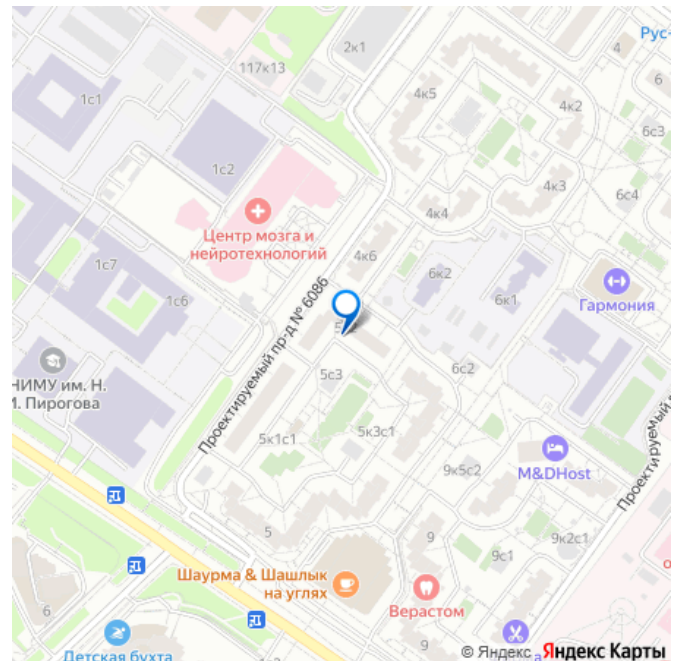 2к1
4
Рус-
117к13
4к5
6
1с1
4к2
6с3
1с2
4к3
6с4
Центр мозга и
нейротехнологий
4к4
4к6
6к2
1с7
1с6
6к1
Гармония
Проектируемый пр-д № 6086
НИМУ им. Н.
И. Пирогова
5с3
6с2
5к1с1
5к3с1
9к5с2
M&DHost
Проектируемый
5
9
9с1
9к2с1
Шаурма & Шашлык
на углях
Верастом
6
9
Детская бухта
© Яндекс Яндекс Карты